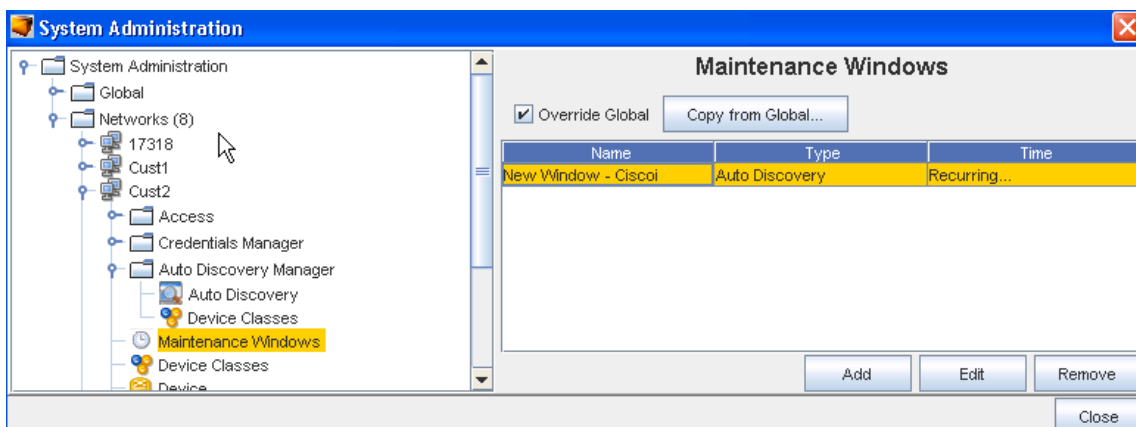 System Administration
System Administration
Global
Networks (8)
17318
Cust1
Cust2
Access
Credentials Manager
Auto Discovery Manager
Auto Discovery
Device Classes
Maintenance Windows
Device Classes
Device
Maintenance Windows
Override Global
Copy from Global...
Name Type Time
New Window - Ciscoi Auto Discovery Recurring...
Add Edit Remove
Close